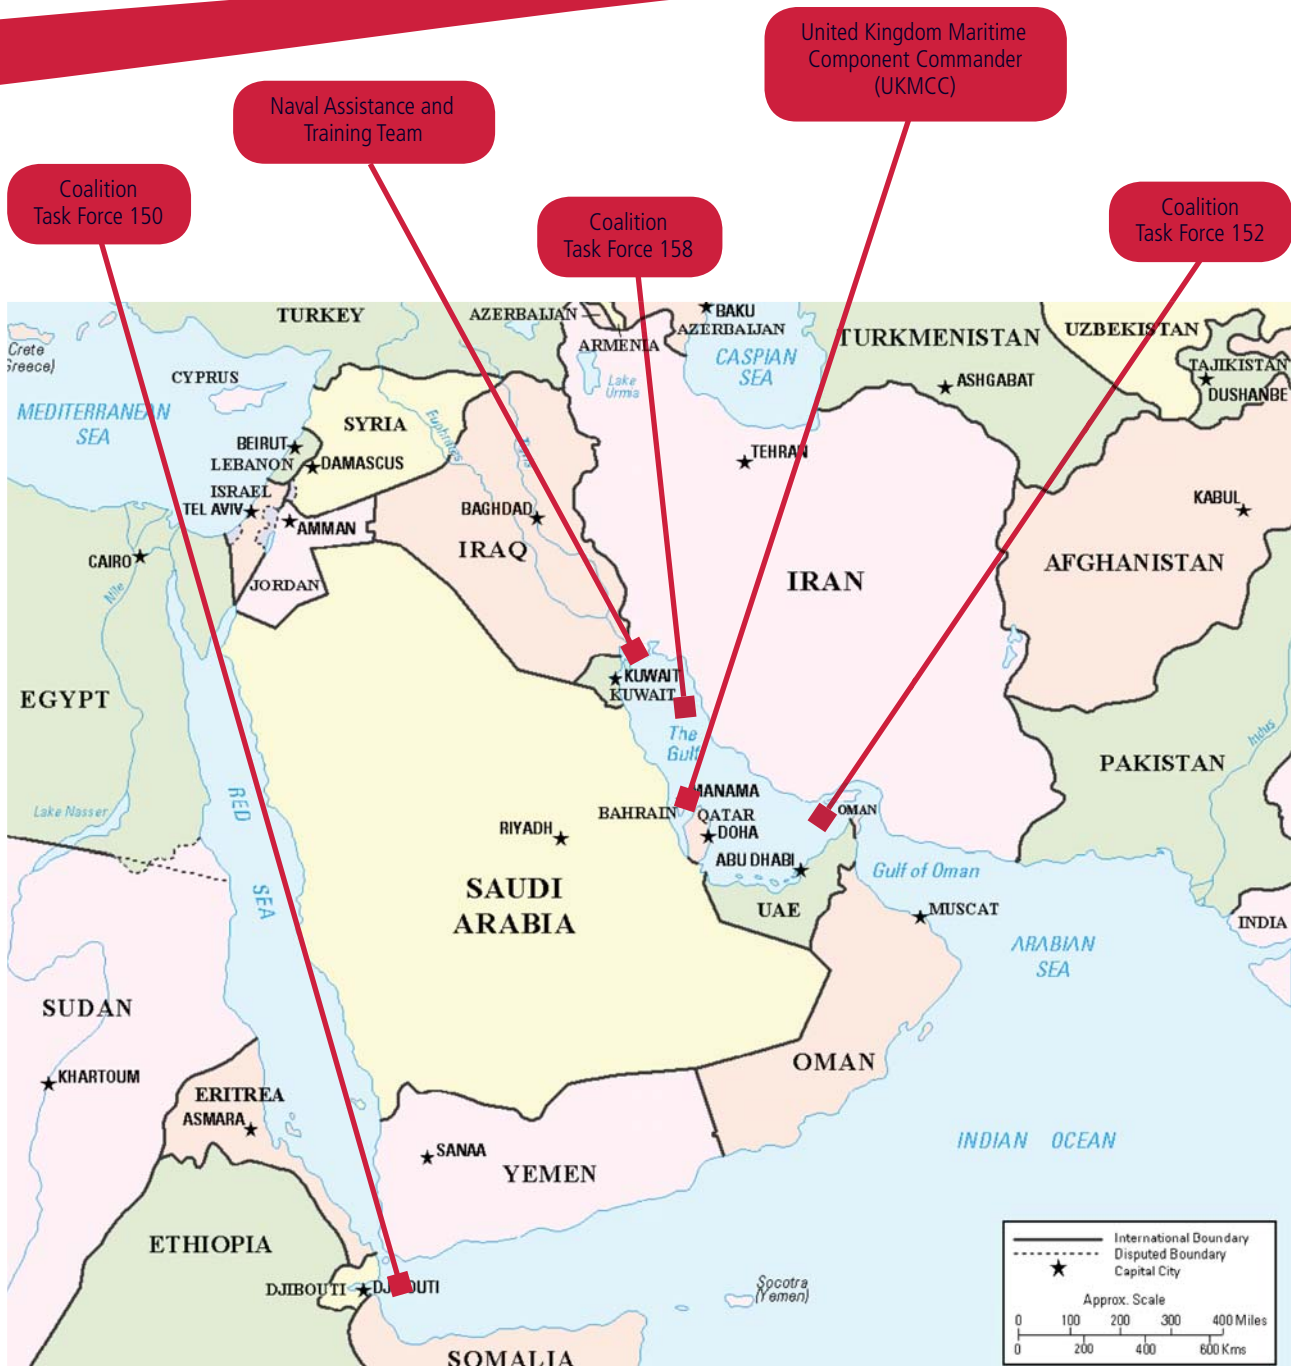 United Kingdom Maritime
Component Commander
(UKMCC)
Naval Assistance and
Training Team
Coalition
Task Force 150
Coalition
Task Force 158
Coalition
Task Force 152
TURKEY
AZERBAIJAN
BAKU
AZERBAIJAN
ARMENIA
TURKMENISTAN
UZBEKISTAN
TAJIKISTAN
DUSHANBE
Crete
CYPRUS
Lake
Urmia
CASPIAN
SEA
ASHGABAT
MEDITERRANEAN
SEA
SYRIA
Euphrates
BEIRUT
LEBANON
DAMASCUS
TEHRAN
ISRAEL
TEL AVIV
AMMAN
BAGHDAD
IRAQ
KABUL
CAIRO
Nile
JORDAN
IRAN
AFGHANISTAN
EGYPT
KUWAIT
KUWAIT
The
Gulf
PAKISTAN
Indus
Lake Nasser
RED
SEA
MANAMA
BAHRAIN
QATAR
DOHA
OMAN
RIYADH
ABU DHABI
Gulf of Oman
SAUDI
ARABIA
UAE
MUSCAT
INDIA
ARABIAN
SEA
SUDAN
KHARTOUM
OMAN
ERITREA
ASMARA
SANAA
YEMEN
INDIAN OCEAN
ETHIOPIA
DJIBOUTI
DJIBOUTI
Socotra
(Yemen)
SOMALIA
International Boundary
Disputed Boundary
Capital City
Approx. Scale
0 100 200 300 400 Miles
0 200 400 600 Kms